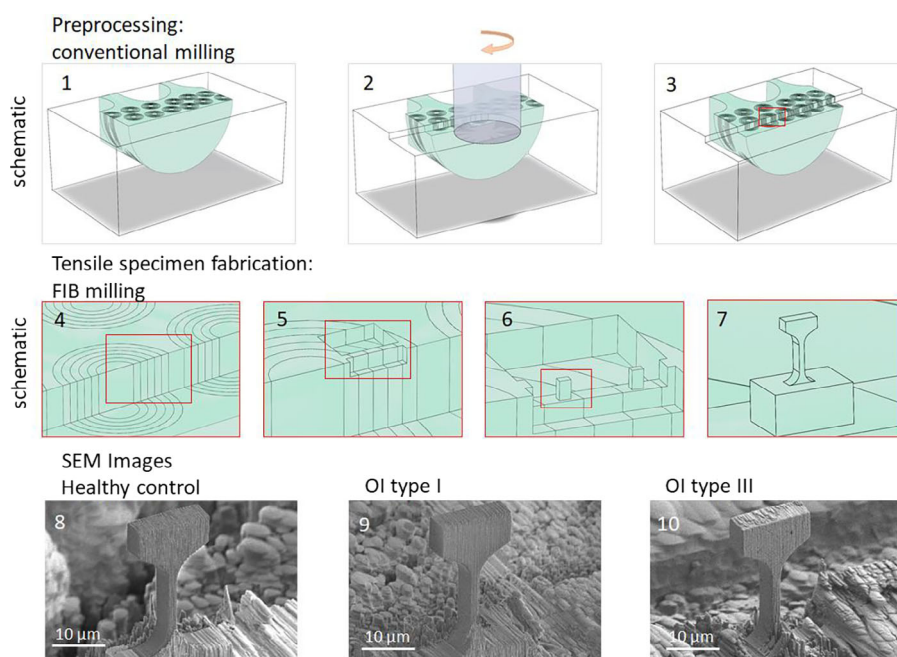 Preprocessing:
conventional milling
schematic
1
2
3
Tensile specimen fabrication:
FIB milling
schematic
4
5
6
7
SEM Images
Healthy control
OI type I
OI type III
8
9
10
10 µm
10 µm
10 µm